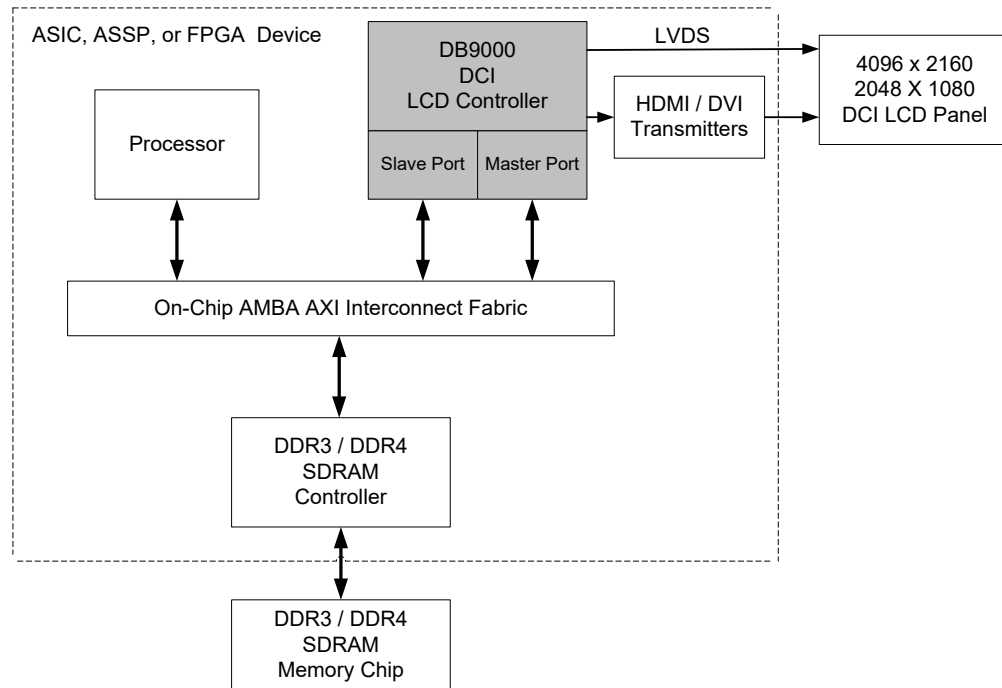 ASIC, ASSP, or FPGA Device
DB9000
DCI
LCD Controller
Slave Port
Master Port
LVDS
HDMI / DVI
Transmitters
4096 x 2160
2048 X 1080
DCI LCD Panel
Processor
On-Chip AMBA AXI Interconnect Fabric
DDR3 / DDR4
SDRAM
Controller
DDR3 / DDR4
SDRAM
Memory Chip